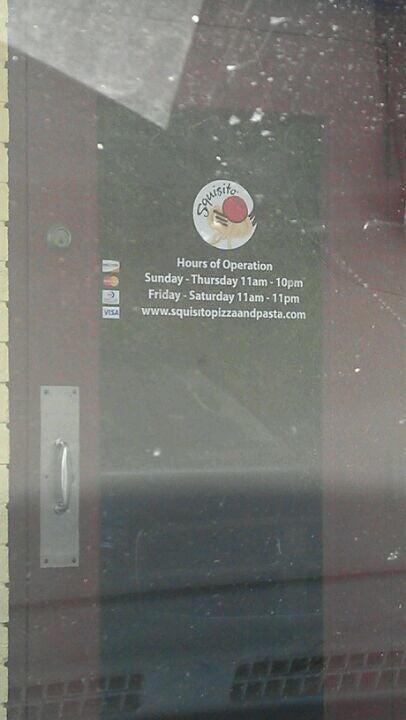 Squisito
Hours of Operation
Sunday - Thursday 11am - 10pm
Friday - Saturday 11am - 11pm
VISA www.squisitopizzaandpasta.com